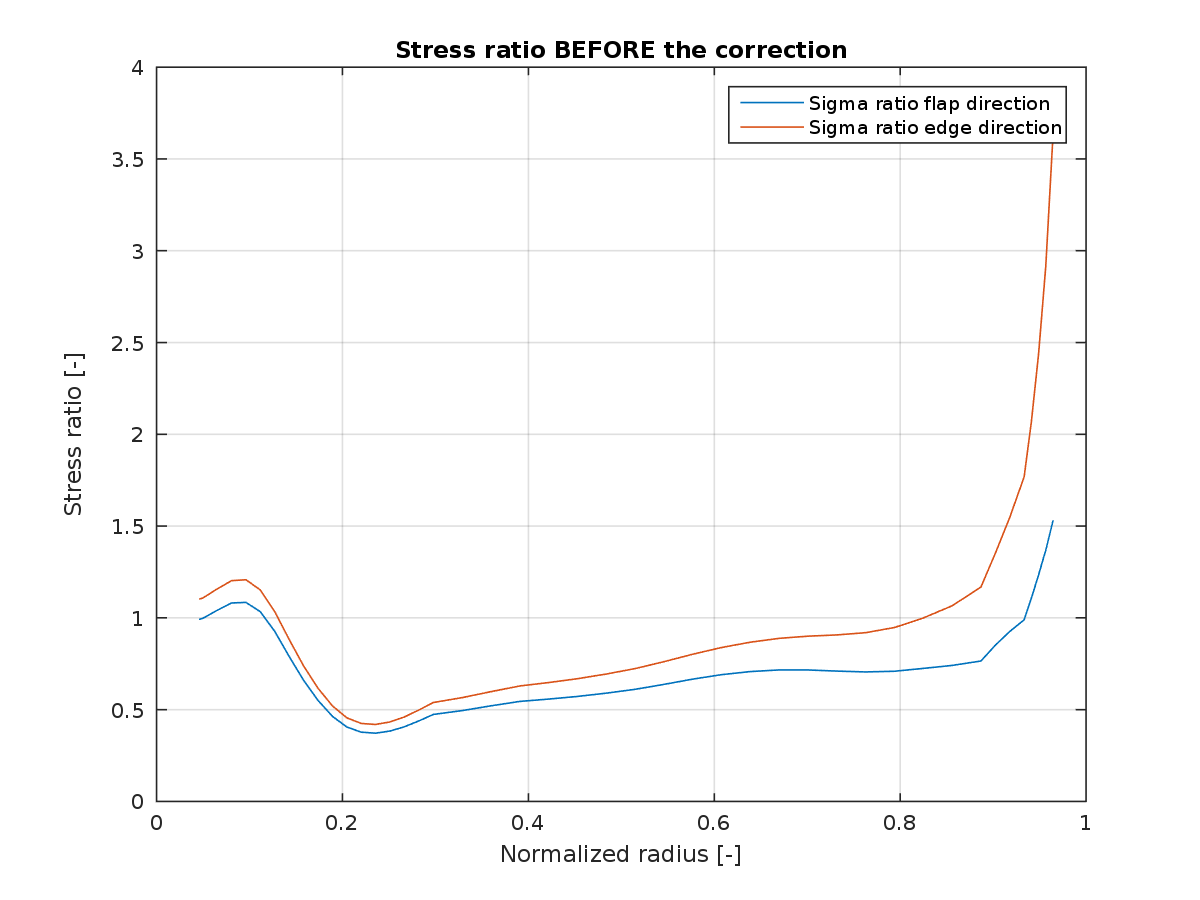 Stress ratio BEFORE the correction
Sigma ratio flap direction
Sigma ratio edge direction
4
3.5
3
2.5
2
1.5
1
0.5
0
Stress ratio [-]
0 0.2 0.4 0.6 0.8 1
Normalized radius [-]